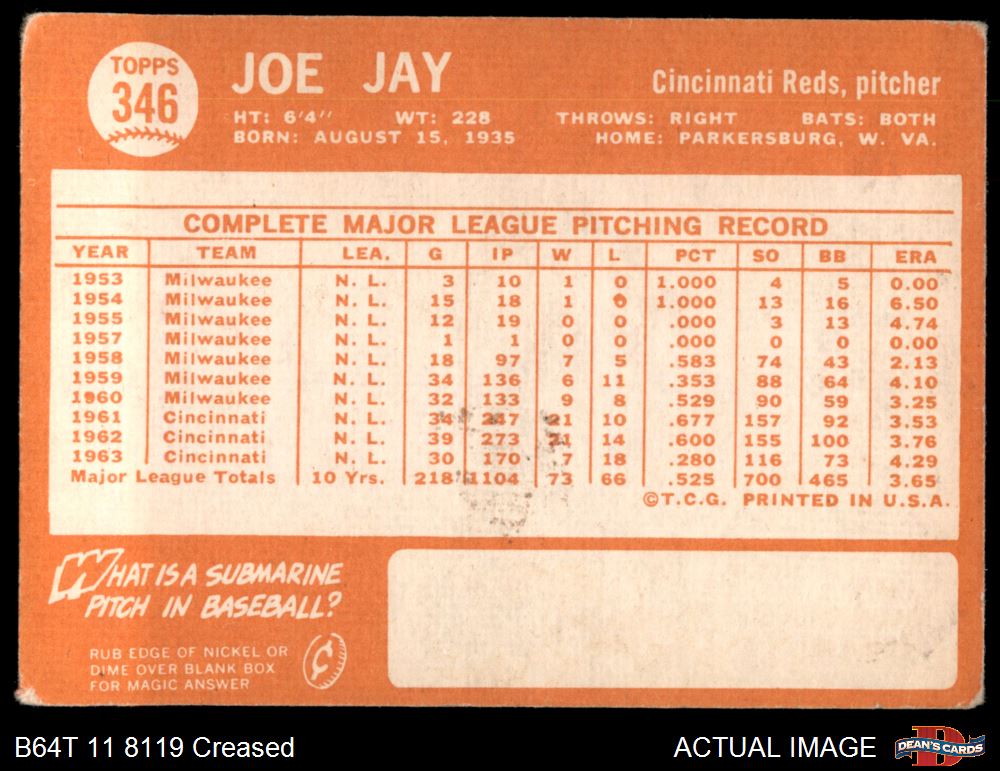 TOPPS
346
JOE JAY
Cincinnati Reds, pitcher
HT: 6'4" WT: 228 THROWS: RIGHT BATS: BOTH
BORN: AUGUST 15, 1935 HOME: PARKERSBURG, W. VA.
COMPLETE MAJOR LEAGUE PITCHING RECORD
YEAR TEAM LEA. G IP W L PCT SO BB ERA
1953 Milwaukee N. L. 3 10 1 0 1.000 4 5 0.00
1954 Milwaukee N. L. 15 18 1 0 1.000 13 16 6.50
1955 Milwaukee N. L. 12 19 0 0 .000 3 13 4.74
1957 Milwaukee N. L. 1 1 0 0 .000 0 0 0.00
1958 Milwaukee N. L. 18 97 7 5 .583 74 43 2.13
1959 Milwaukee N. L. 34 136 6 11 .353 88 64 4.10
1960 Milwaukee N. L. 32 133 9 8 .529 90 59 3.25
1961 Cincinnati N. L. 34 247 21 10 .677 157 92 3.53
1962 Cincinnati N. L. 39 273 21 14 .600 155 100 3.76
1963 Cincinnati N. L. 30 170 7 18 .280 116 73 4.29
Major League Totals 10 Yrs. 218 1104 73 66 .525 700 465 3.65
©T.C.G. PRINTED IN U.S.A.
WHAT IS A SUBMARINE
PITCH IN BASEBALL?
RUB EDGE OF NICKEL OR
DIME OVER BLANK BOX
FOR MAGIC ANSWER
¢
B64T 11 8119 Creased
ACTUAL IMAGE
DEAN'S CARDS